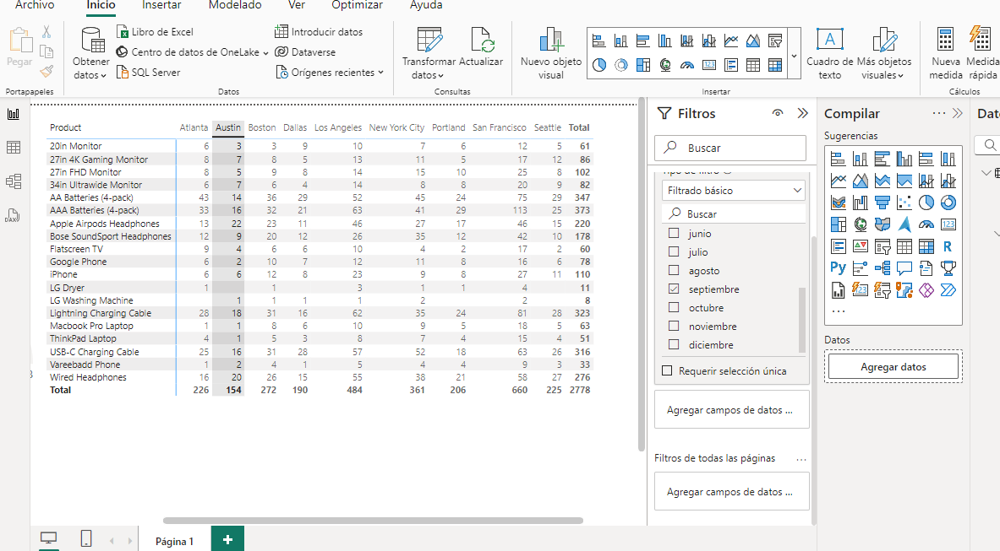 Archivo Inicio Insertar Modelado Ver Optimizar Ayuda
Pegar
Portapapeles
Obtener datos
Libro de Excel
Centro de datos de OneLake
SQL Server
Introducir datos
Dataverse
Orígenes recientes
Datos
Transformar datos
Actualizar
Consultas
Nuevo objeto visual
Cuadro de texto
Más objetos visuales
Insertar
Nueva medida
Medida rápida
Cálculos
Product Atlanta Austin Boston Dallas Los Angeles New York City Portland San Francisco Seattle Total
20in Monitor 6 3 3 9 10 7 6 12 5 61
27in 4K Gaming Monitor 8 7 8 5 13 11 5 17 12 86
27in FHD Monitor 8 5 9 8 14 15 10 25 8 102
34in Ultrawide Monitor 6 7 6 4 14 8 8 20 9 82
AA Batteries (4-pack) 43 14 36 29 52 45 24 75 29 347
AAA Batteries (4-pack) 33 16 32 21 63 41 29 113 25 373
Apple Airpods Headphones 13 22 23 11 46 27 17 46 15 220
Bose SoundSport Headphones 12 9 20 12 26 35 12 42 10 178
Flatscreen TV 9 4 6 6 10 4 2 17 2 60
Google Phone 6 2 10 7 12 11 8 16 6 78
iPhone 6 6 12 8 23 9 8 27 11 110
LG Dryer 1 1 3 1 1 4 11
LG Washing Machine 1 1 1 1 2 2 8
Lightning Charging Cable 28 18 31 16 62 35 24 81 28 323
Macbook Pro Laptop 1 1 8 6 10 9 5 18 5 63
ThinkPad Laptop 4 1 5 3 8 7 4 15 4 51
USB-C Charging Cable 25 16 31 28 57 52 18 63 26 316
Vareebadd Phone 1 2 4 1 5 4 4 9 3 33
Wired Headphones 16 20 26 15 55 38 21 58 27 276
Total 226 154 272 190 484 361 206 660 225 2778
Filtros
Buscar
Tipo de filtro
Filtrado básico
Buscar
junio
julio
agosto
septiembre
octubre
noviembre
diciembre
Requerir selección única
Agregar campos de datos ...
Filtros de todas las páginas ...
Agregar campos de datos ...
Compilar ...
Sugerencias
123
R
Py
123
...
Datos
Agregar datos
Dato
Página 1
+